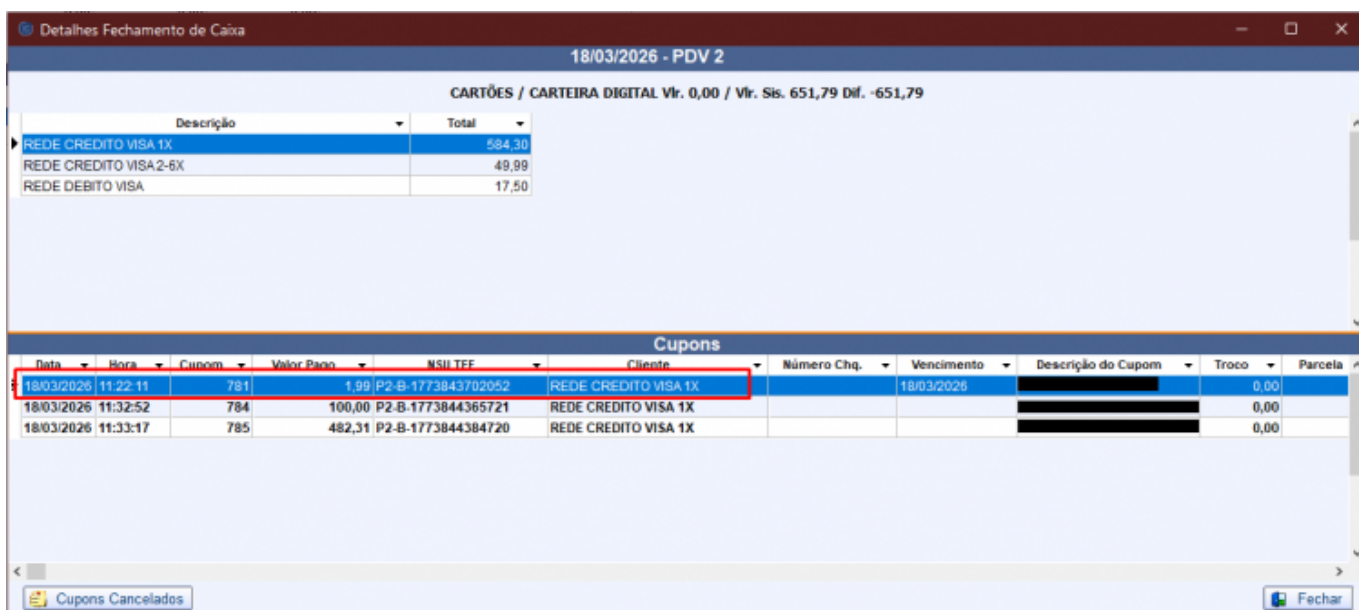 Detalhes Fechamento de Caixa
18/03/2026 - PDV 2
CARTÕES / CARTEIRA DIGITAL Vlr. 0,00 / Vlr. Sis. 651,79 Dif. -651,79
Descrição Total
REDE CREDITO VISA 1X 584,30
REDE CREDITO VISA 2-6X 49,99
REDE DEBITO VISA 17,50
Cupons
Data Hora Cupom Valor Pago NSU TEF Cliente Número Chq. Vencimento Descrição do Cupom Troco Parcela
18/03/2026 11:22:11 781 1,99 P2-B-1773843702052 REDE CREDITO VISA 1X 18/03/2026 0,00
18/03/2026 11:32:52 784 100,00 P2-B-1773844365721 REDE CREDITO VISA 1X 0,00
18/03/2026 11:33:17 785 482,31 P2-B-1773844384720 REDE CREDITO VISA 1X 0,00
Cupons Cancelados Fechar